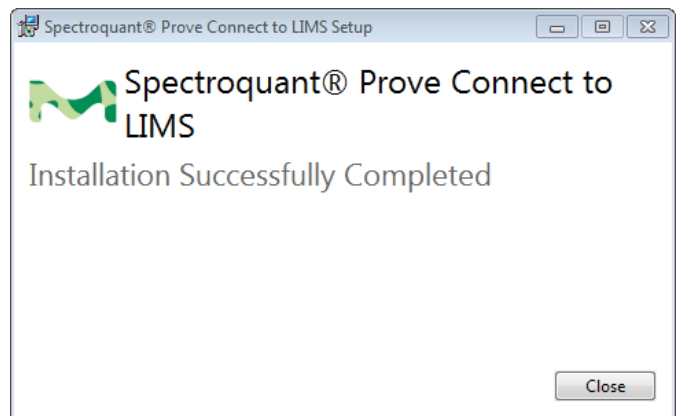 Spectroquant® Prove Connect to LIMS Setup
Spectroquant® Prove Connect to
LIMS
Installation Successfully Completed
Close